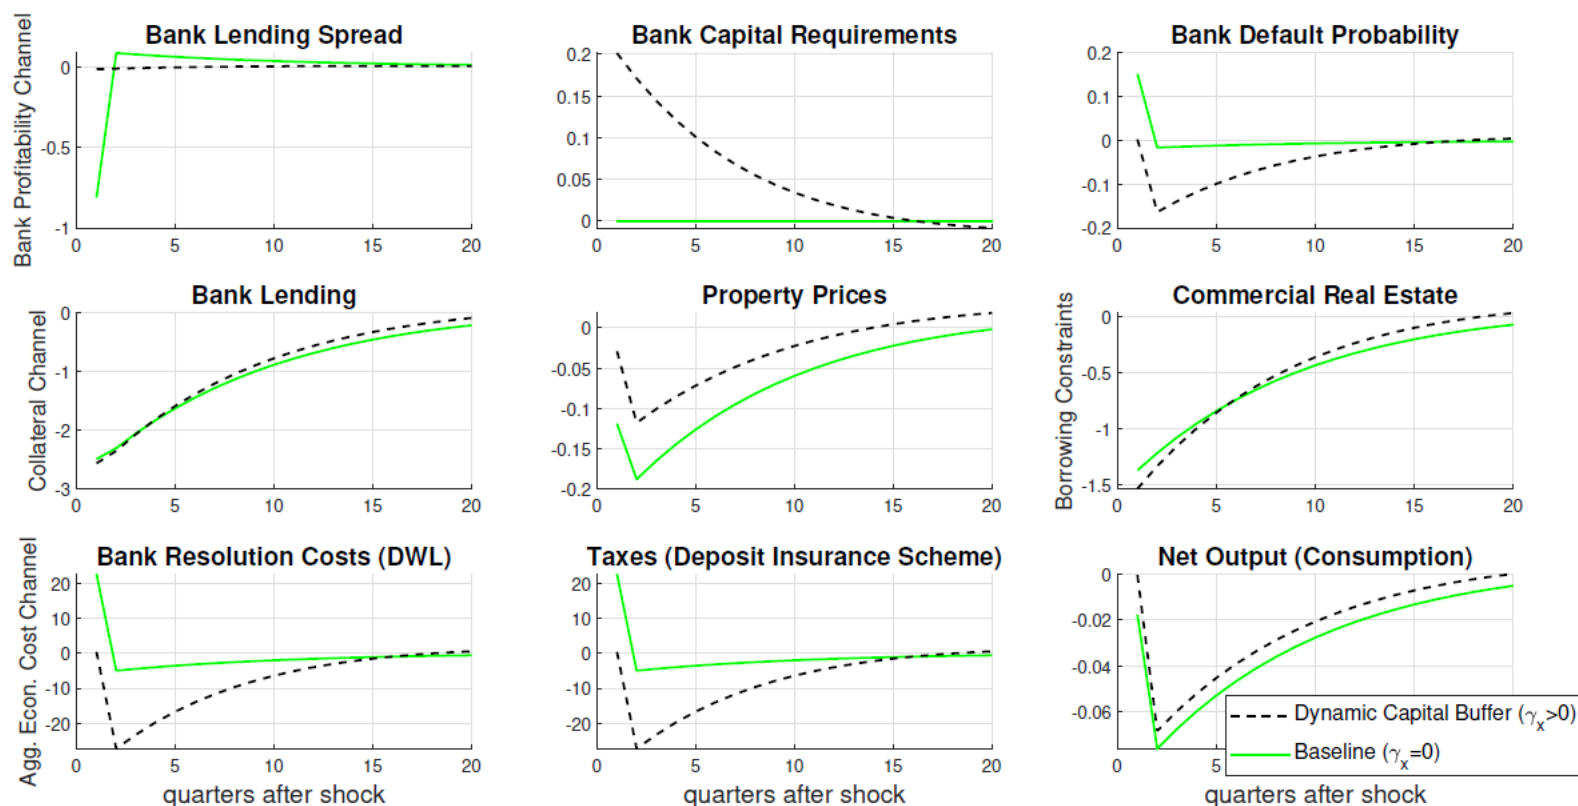 Bank Lending Spread
Bank Profitability Channel
0
-0.5
-1
0 5 10 15 20
Bank Capital Requirements
0.2
0.15
0.1
0.05
0
0 5 10 15 20
Bank Default Probability
0.2
0.1
0
-0.1
-0.2
0 5 10 15 20
Bank Lending
Collateral Channel
0
-1
-2
-3
0 5 10 15 20
Property Prices
0
-0.05
-0.1
-0.15
-0.2
0 5 10 15 20
Commercial Real Estate
Borrowing Constraints
0
-0.5
-1
-1.5
0 5 10 15 20
Bank Resolution Costs (DWL)
Agg. Econ. Cost Channel
20
10
0
-10
-20
0 5 10 15 20
quarters after shock
Taxes (Deposit Insurance Scheme)
20
10
0
-10
-20
0 5 10 15 20
quarters after shock
Net Output (Consumption)
0
-0.02
-0.04
-0.06
0 5 10 15 20
quarters after shock
Dynamic Capital Buffer (γx>0)
Baseline (γx=0)